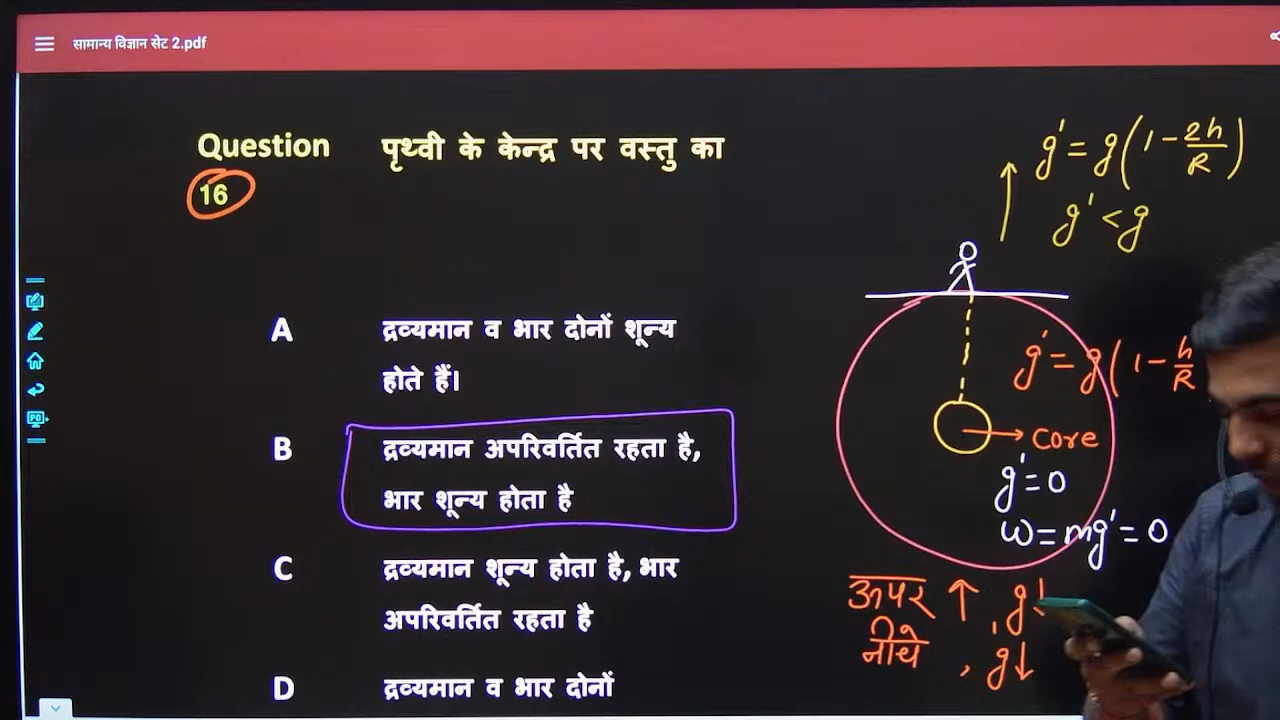 सामान्य विज्ञान सेट 2.pdf
Question 16
पृथ्वी के केन्द्र पर वस्तु का
A द्रव्यमान व भार दोनों शून्य
होते हैं।
B द्रव्यमान अपरिवर्तित रहता है,
भार शून्य होता है
C द्रव्यमान शून्य होता है, भार
अपरिवर्तित रहता है
D द्रव्यमान व भार दोनों
g' = g(1 - 2h/R)
g' < g
g' = g(1 - h/R
core
g' = 0
w = mg' = 0
ऊपर ↑, g↓
नीचे, g↓